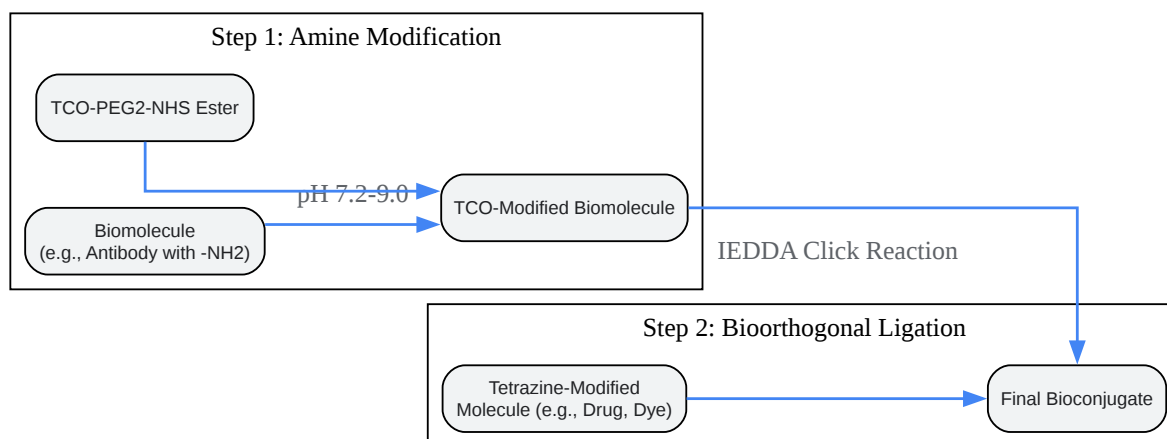 Step 1: Amine Modification
TCO-PEG2-NHS Ester
pH 7.2-9.0
TCO-Modified Biomolecule
Biomolecule
(e.g., Antibody with -NH2)
IEDDA Click Reaction
Step 2: Bioorthogonal Ligation
Tetrazine-Modified
Molecule (e.g., Drug, Dye)
Final Bioconjugate